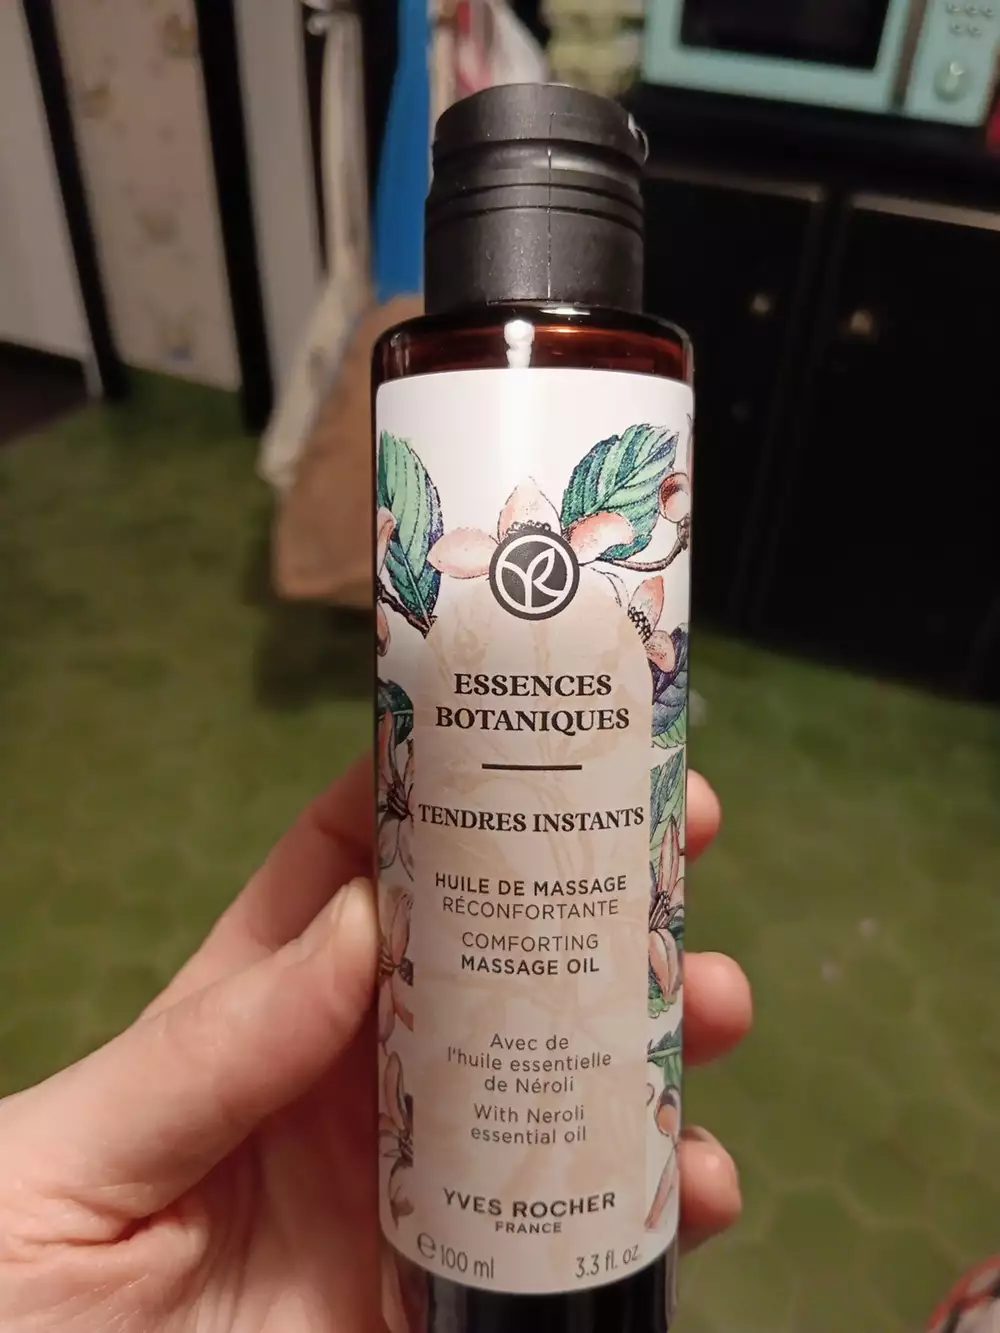 ESSENCES
BOTANIQUES
TENDRES INSTANTS
HUILE DE MASSAGE
RÉCONFORTANTE
COMFORTING
MASSAGE OIL
Avec de
l'huile essentielle
de Néroli
With Neroli
essential oil
YVES ROCHER
FRANCE
℮100 ml 3.3 fl. oz.